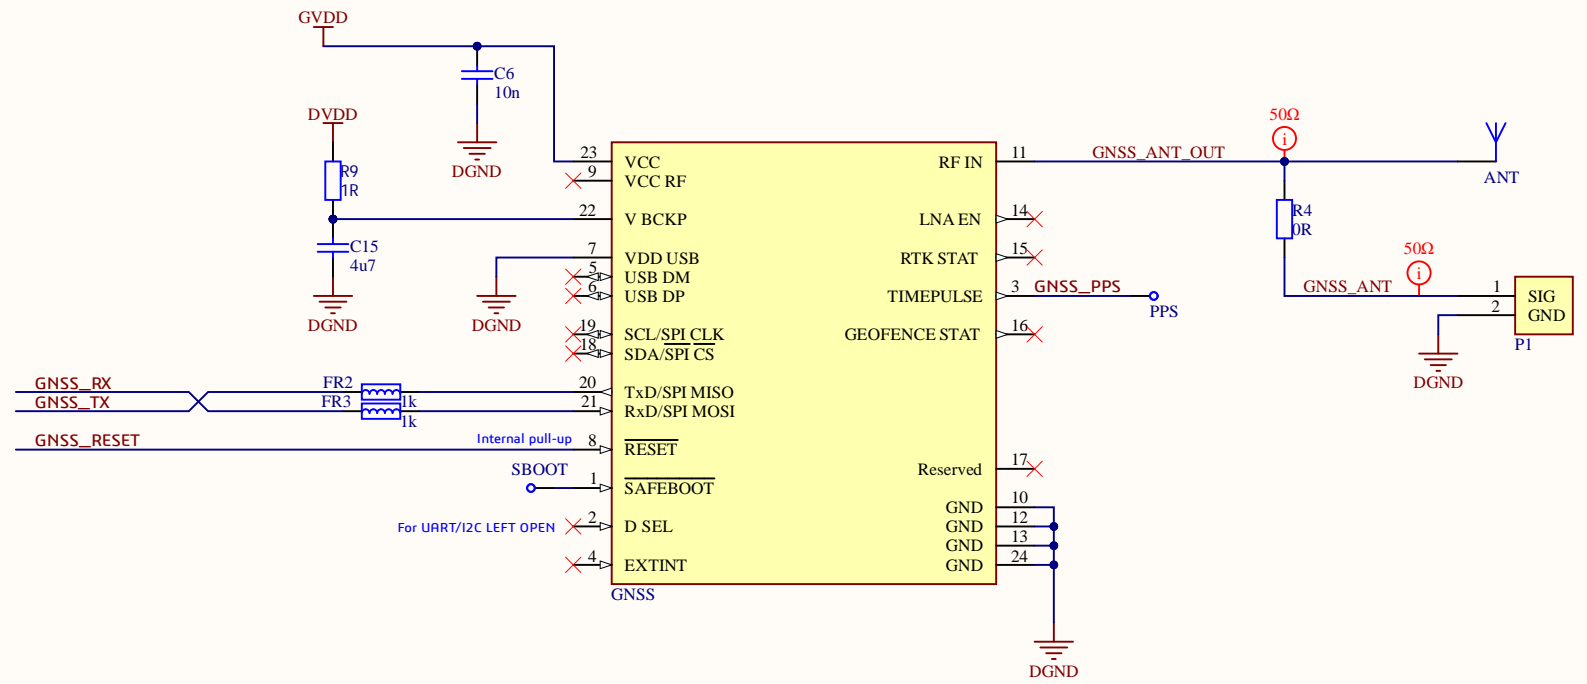 GVDD
C6
10n
DGND
DVDD
R9
1R
C15
4u7
DGND
DGND
23 VCC
9 VCC RF
22 V BCKP
7 VDD USB
5 USB DM
6 USB DP
19 SCL/SPI CLK
18 SDA/SPI CS
GNSS_RX FR2 1k 20 TxD/SPI MISO
GNSS_TX FR3 1k 21 RxD/SPI MOSI
GNSS_RESET Internal pull-up 8 RESET
SBOOT 1 SAFEBOOT
For UART/I2C LEFT OPEN 2 D SEL
4 EXTINT
GNSS
RF IN 11 GNSS_ANT_OUT
LNA EN 14
RTK STAT 15
TIMEPULSE 3 GNSS_PPS
PPS
GEOFENCE STAT 16
Reserved 17
GND 10
GND 12
GND 13
GND 24
DGND
50Ω
i
ANT
R4
0R
50Ω
i
GNSS_ANT 1 SIG
2 GND
P1
DGND